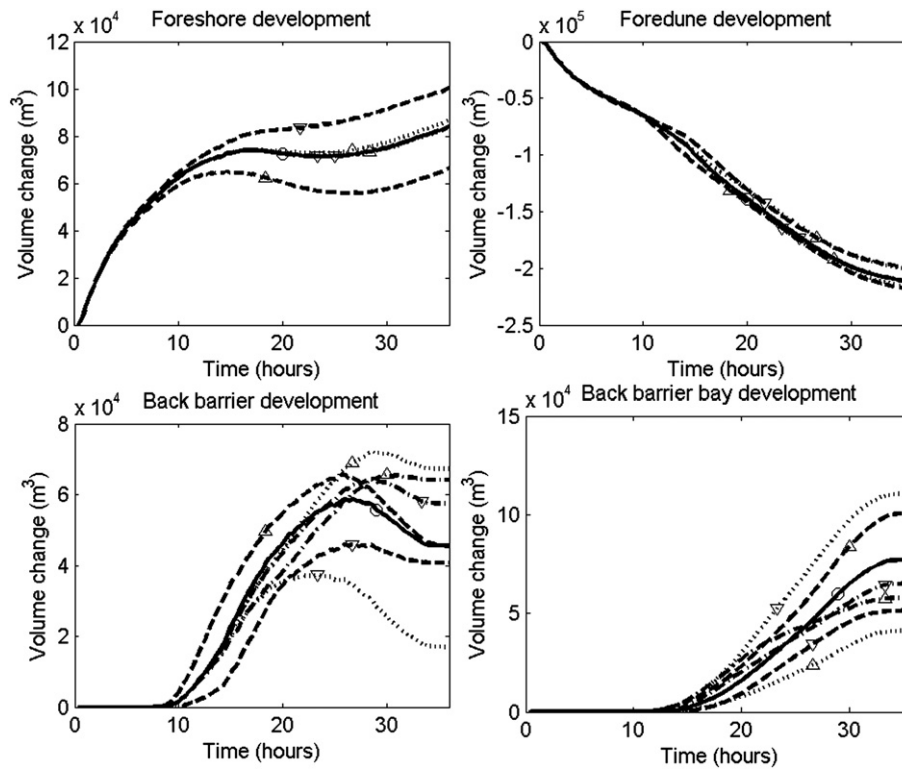 Foreshore development
x 10^4
Volume change (m^3)
12
10
8
6
4
2
0
0 10 20 30
Time (hours)
Foredune development
x 10^5
Volume change (m^3)
0
-0.5
-1
-1.5
-2
-2.5
0 10 20 30
Time (hours)
Back barrier development
x 10^4
Volume change (m^3)
8
6
4
2
0
0 10 20 30
Time (hours)
Back barrier bay development
x 10^4
Volume change (m^3)
15
10
5
0
0 10 20 30
Time (hours)